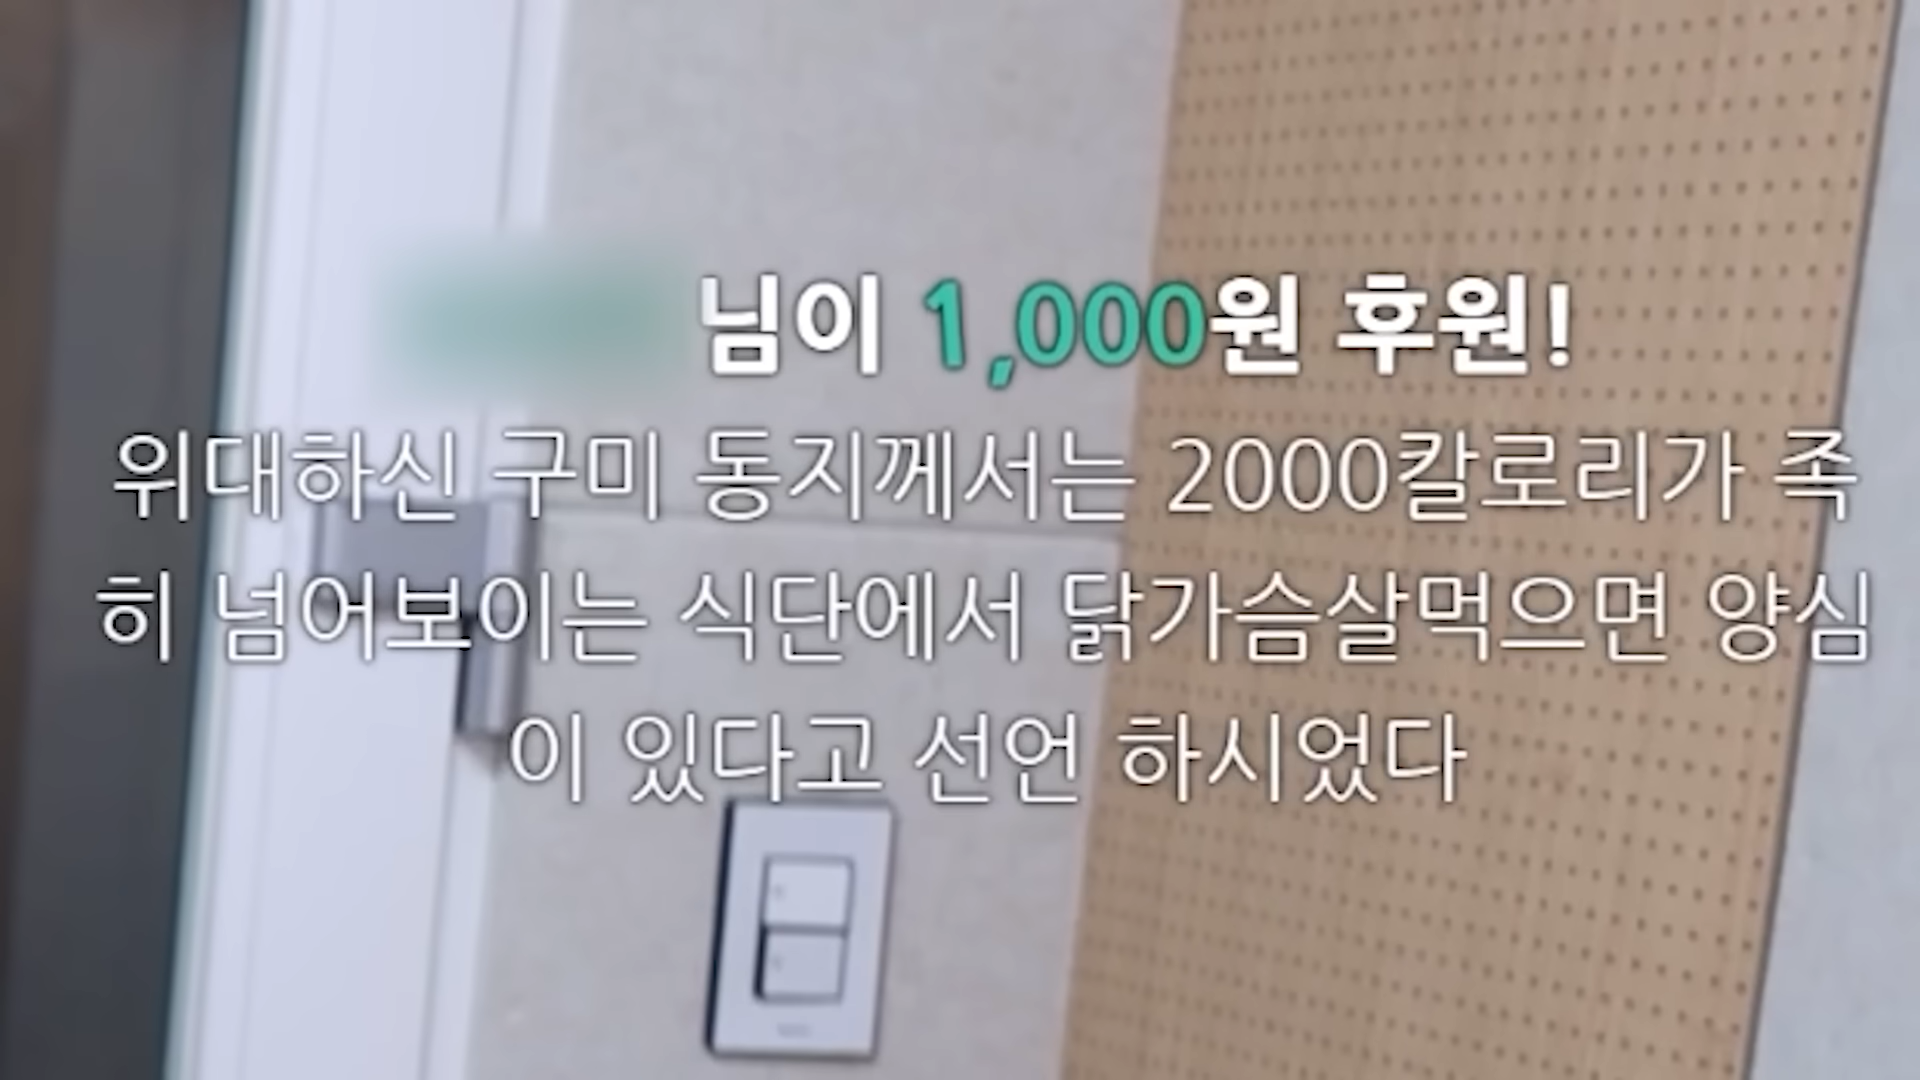 님이 1,000원 후원!
위대하신 구미 동지께서는 2000칼로리가 족
히 넘어보이는 식단에서 닭가슴살먹으면 양심
이 있다고 선언 하시었다